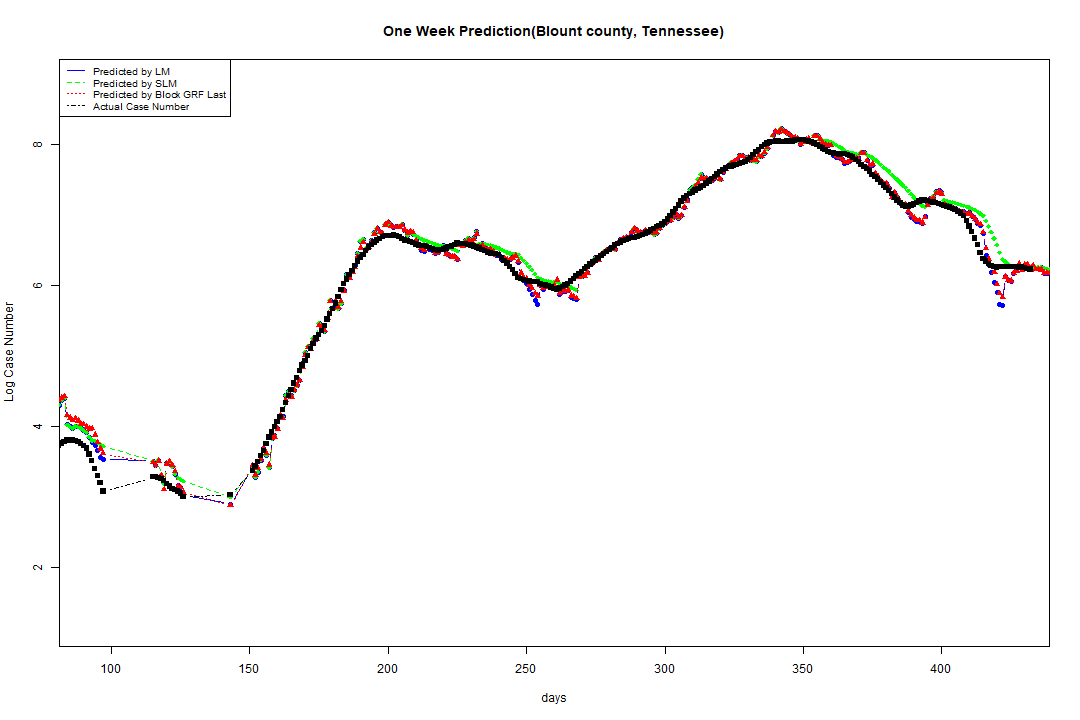 One Week Prediction(Blount county, Tennessee)
Predicted by LM
Predicted by SLM
Predicted by Block GRF Last
Actual Case Number
8
6
4
2
Log Case Number
100 150 200 250 300 350 400
days